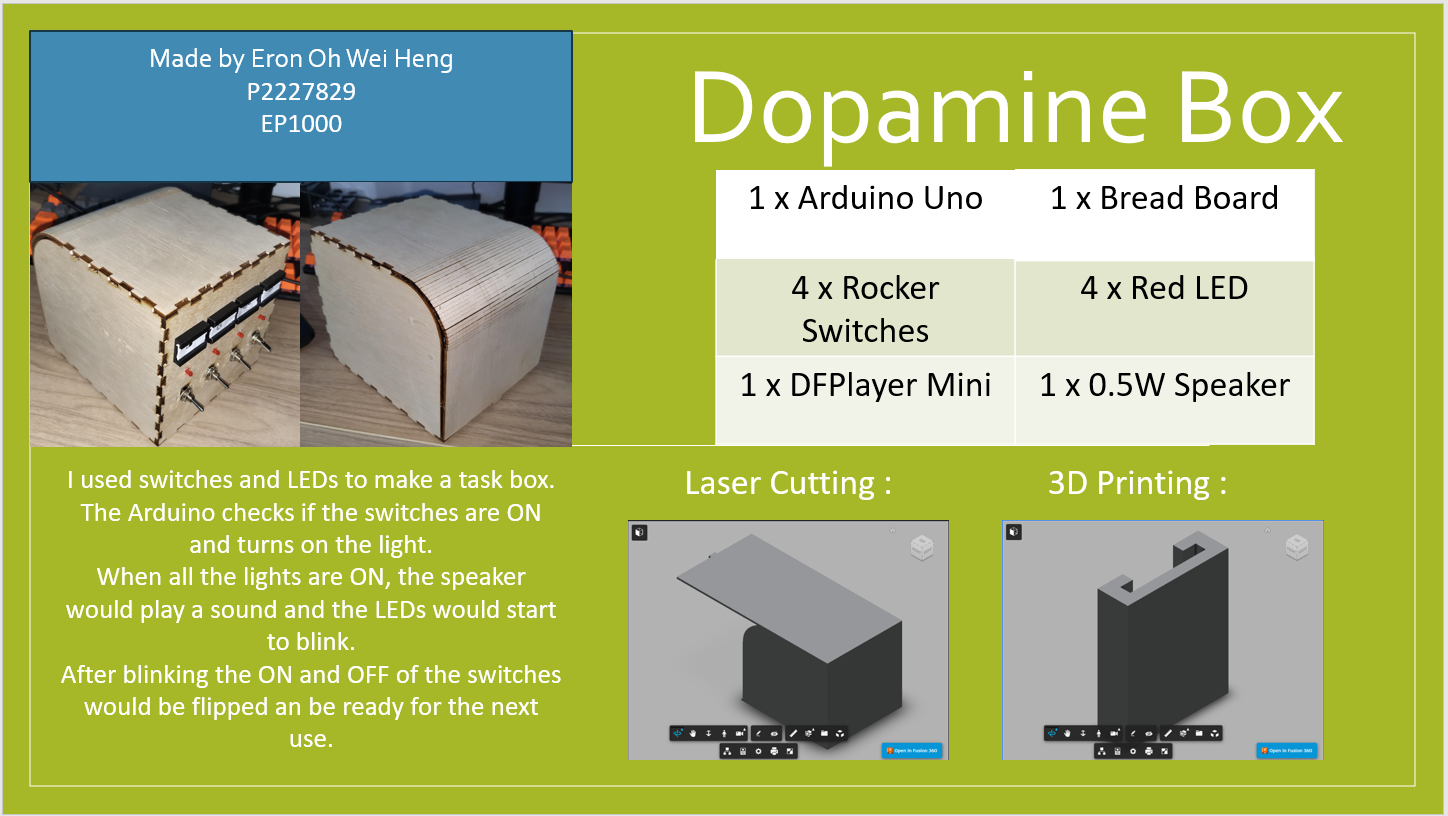 Made by Eron Oh Wei Heng
P2227829
EP1000
Dopamine Box
1 x Arduino Uno
1 x Bread Board
4 x Rocker
Switches
4 x Red LED
1 x DFPlayer Mini
1 x 0.5W Speaker
I used switches and LEDs to make a task box.
The Arduino checks if the switches are ON
and turns on the light.
When all the lights are ON, the speaker
would play a sound and the LEDs would start
to blink.
After blinking the ON and OFF of the switches
would be flipped an be ready for the next
use.
Laser Cutting :
3D Printing :
Open in Fusion 360
Open in Fusion 360